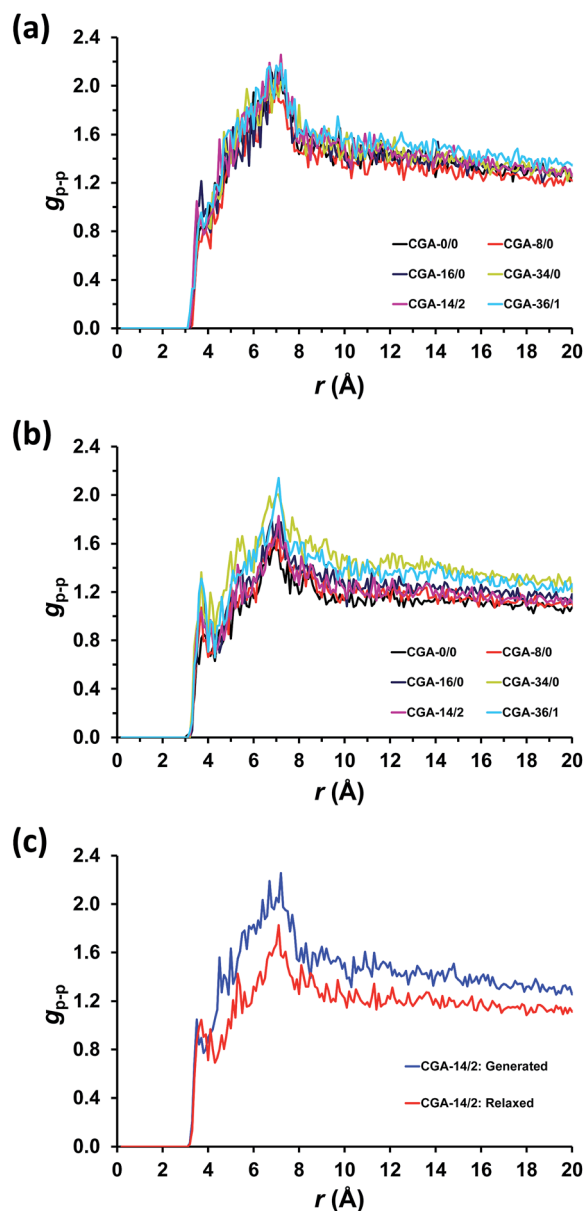 (a)
2.4
2.0
1.6
1.2
0.8
0.4
0.0
g p-p
CGA-0/0 CGA-8/0
CGA-16/0 CGA-34/0
CGA-14/2 CGA-36/1
0 2 4 6 8 10 12 14 16 18 20
r (Å)
(b)
2.4
2.0
1.6
1.2
0.8
0.4
0.0
g p-p
CGA-0/0 CGA-8/0
CGA-16/0 CGA-34/0
CGA-14/2 CGA-36/1
0 2 4 6 8 10 12 14 16 18 20
r (Å)
(c)
2.4
2.0
1.6
1.2
0.8
0.4
0.0
g p-p
CGA-14/2: Generated
CGA-14/2: Relaxed
0 2 4 6 8 10 12 14 16 18 20
r (Å)